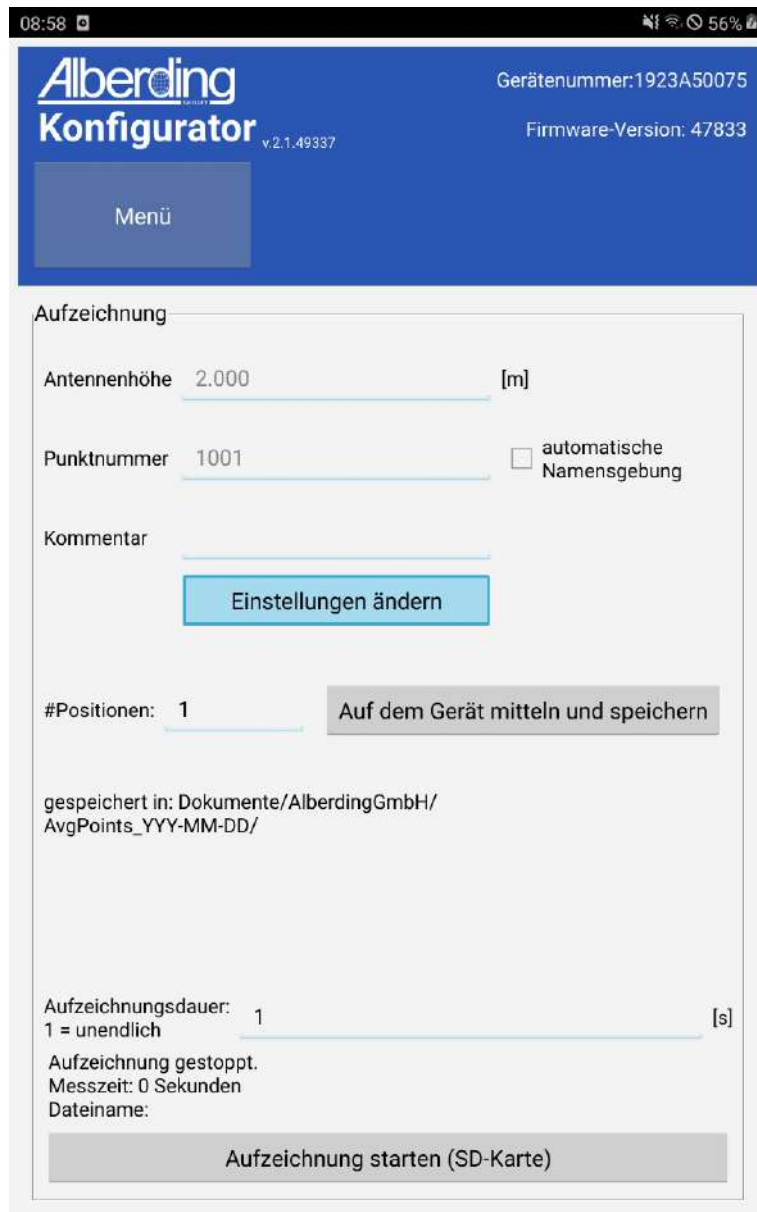 08:58
56%
Alberding
Gerätenummer:1923A50075
Konfigurator v.2.1.49337
Firmware-Version: 47833
Menü
Aufzeichnung
Antennenhöhe 2.000 [m]
Punktnummer 1001
automatische
Namensgebung
Kommentar
Einstellungen ändern
#Positionen: 1
Auf dem Gerät mitteln und speichern
gespeichert in: Dokumente/AlberdingGmbH/
AvgPoints_YYY-MM-DD/
Aufzeichnungsdauer:
1 = unendlich
1 [s]
Aufzeichnung gestoppt.
Messzeit: 0 Sekunden
Dateiname:
Aufzeichnung starten (SD-Karte)